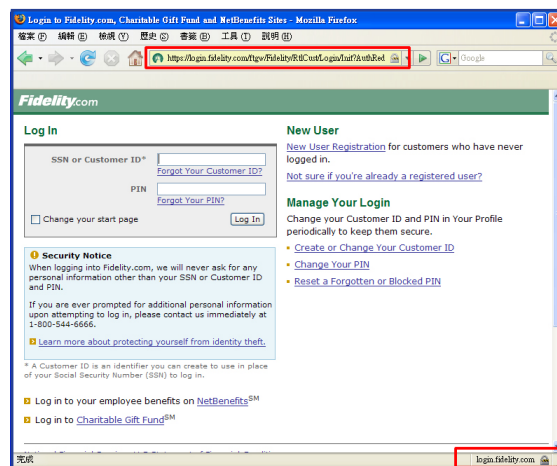 Login to Fidelity.com, Charitable Gift Fund and NetBenefits Sites - Mozilla Firefox
檔案(F) 編輯(E) 檢視(V) 歷史(S) 書籤(B) 工具(T) 說明(H)
https://login.fidelity.com/ftgw/Fidelity/RtlCust/Login/Init?AuthRed
G Google
Fidelity.com
Log In
SSN or Customer ID*
Forgot Your Customer ID?
PIN
Forgot Your PIN?
Change your start page
Log In
Security Notice
When logging into Fidelity.com, we will never ask for any
personal information other than your SSN or Customer ID
and PIN.
If you are ever prompted for additional personal information
upon attempting to log in, please contact us immediately at
1-800-544-6666.
Learn more about protecting yourself from identity theft.
* A Customer ID is an identifier you can create to use in place
of your Social Security Number (SSN) to log in.
Log in to your employee benefits on NetBenefitsSM
Log in to Charitable Gift FundSM
New User
New User Registration for customers who have never
logged in.
Not sure if you're already a registered user?
Manage Your Login
Change your Customer ID and PIN in Your Profile
periodically to keep them secure.
Create or Change Your Customer ID
Change Your PIN
Reset a Forgotten or Blocked PIN
完成
login.fidelity.com